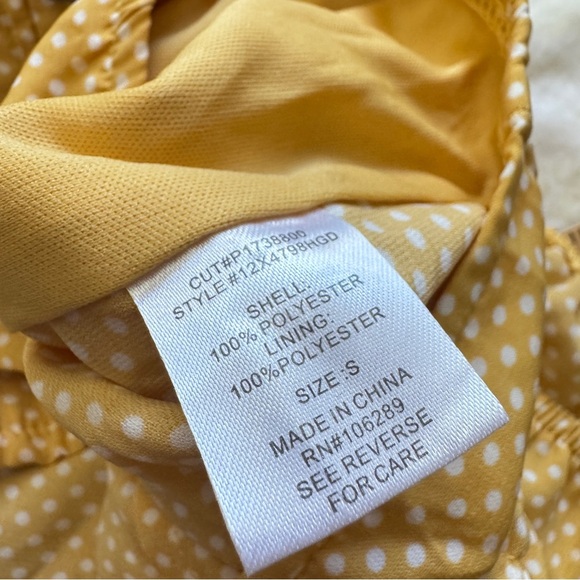 CUT#P1738800
STYLE #12X4798HGD
SHELL:
100% POLYESTER
LINING:
100%POLYESTER
SIZE:S
MADE IN CHINA
RN#106289
SEE REVERSE
FOR CARE